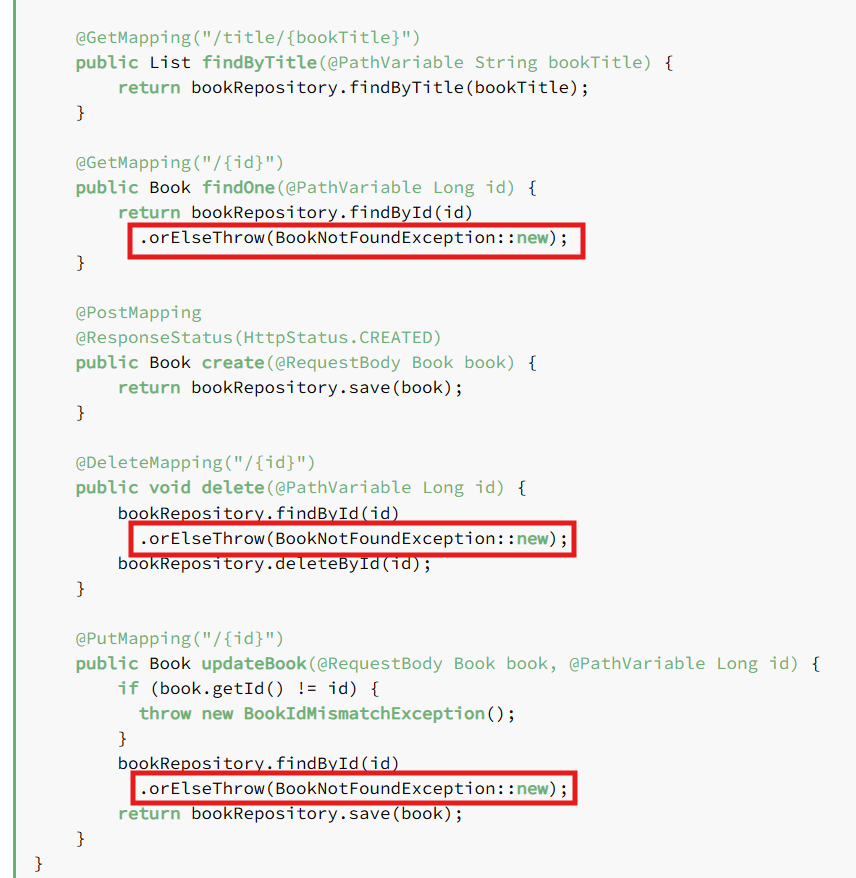 @GetMapping("/title/{bookTitle}")
public List findByTitle(@PathVariable String bookTitle) {
return bookRepository.findByTitle(bookTitle);
}
@GetMapping("/{id}")
public Book findOne(@PathVariable Long id) {
return bookRepository.findById(id)
.orElseThrow(BookNotFoundException::new);
}
@PostMapping
@ResponseStatus(HttpStatus.CREATED)
public Book create(@RequestBody Book book) {
return bookRepository.save(book);
}
@DeleteMapping("/{id}")
public void delete(@PathVariable Long id) {
bookRepository.findById(id)
.orElseThrow(BookNotFoundException::new);
bookRepository.deleteById(id);
}
@PutMapping("/{id}")
public Book updateBook(@RequestBody Book book, @PathVariable Long id) {
if (book.getId() != id) {
throw new BookIdMismatchException();
}
bookRepository.findById(id)
.orElseThrow(BookNotFoundException::new);
return bookRepository.save(book);
}
}